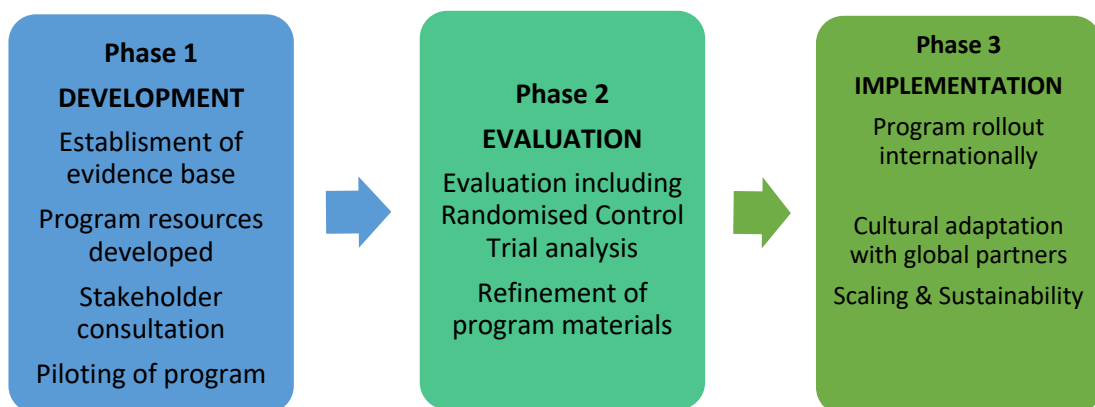 Phase 1
DEVELOPMENT
Establisment of
evidence base
Program resources
developed
Stakeholder
consultation
Piloting of program
Phase 2
EVALUATION
Evaluation including
Randomised Control
Trial analysis
Refinement of
program materials
Phase 3
IMPLEMENTATION
Program rollout
internationally
Cultural adaptation
with global partners
Scaling & Sustainability